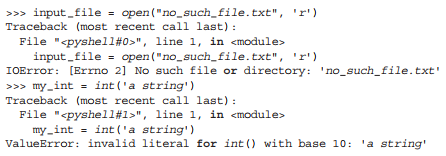 >>> input_file = open("no_such_file.txt", 'r')
Traceback (most recent call last):
  File "<pyshell#0>", line 1, in <module>
    input_file = open("no_such_file.txt", 'r')
IOError: [Errno 2] No such file or directory: 'no_such_file.txt'
>>> my_int = int('a string')
Traceback (most recent call last):
  File "<pyshell#1>", line 1, in <module>
    my_int = int('a string')
ValueError: invalid literal for int() with base 10: 'a string'